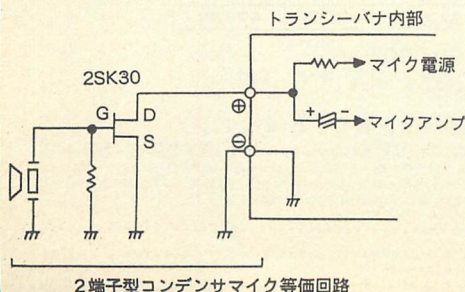 トランシーバナ内部
マイク電源
2SK30
G D
⊕
+ −
マイクアンプ
S
⊖
2端子型コンデンサマイク等価回路